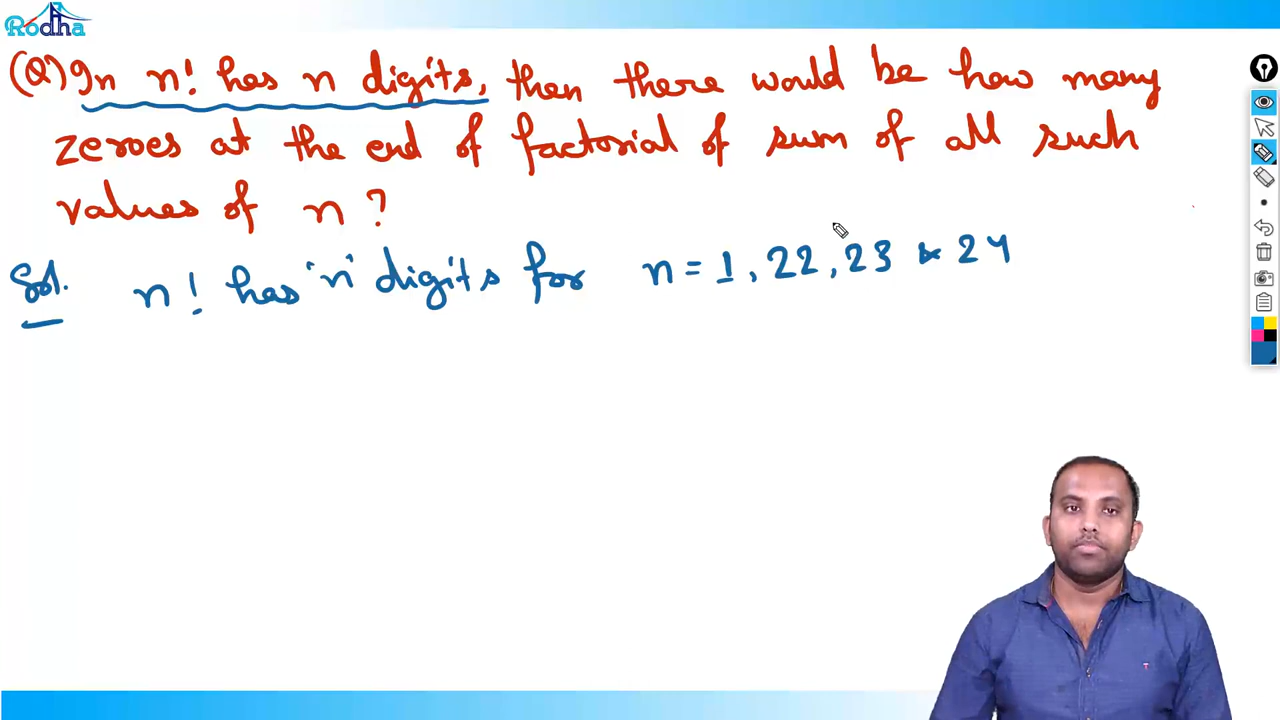 Rodha
(Q) In n! has n digits, then there would be how many
zeroes at the end of factorial of sum of all such
values of n ?
Sol. n! has 'n' digits for n = 1, 22, 23 & 24